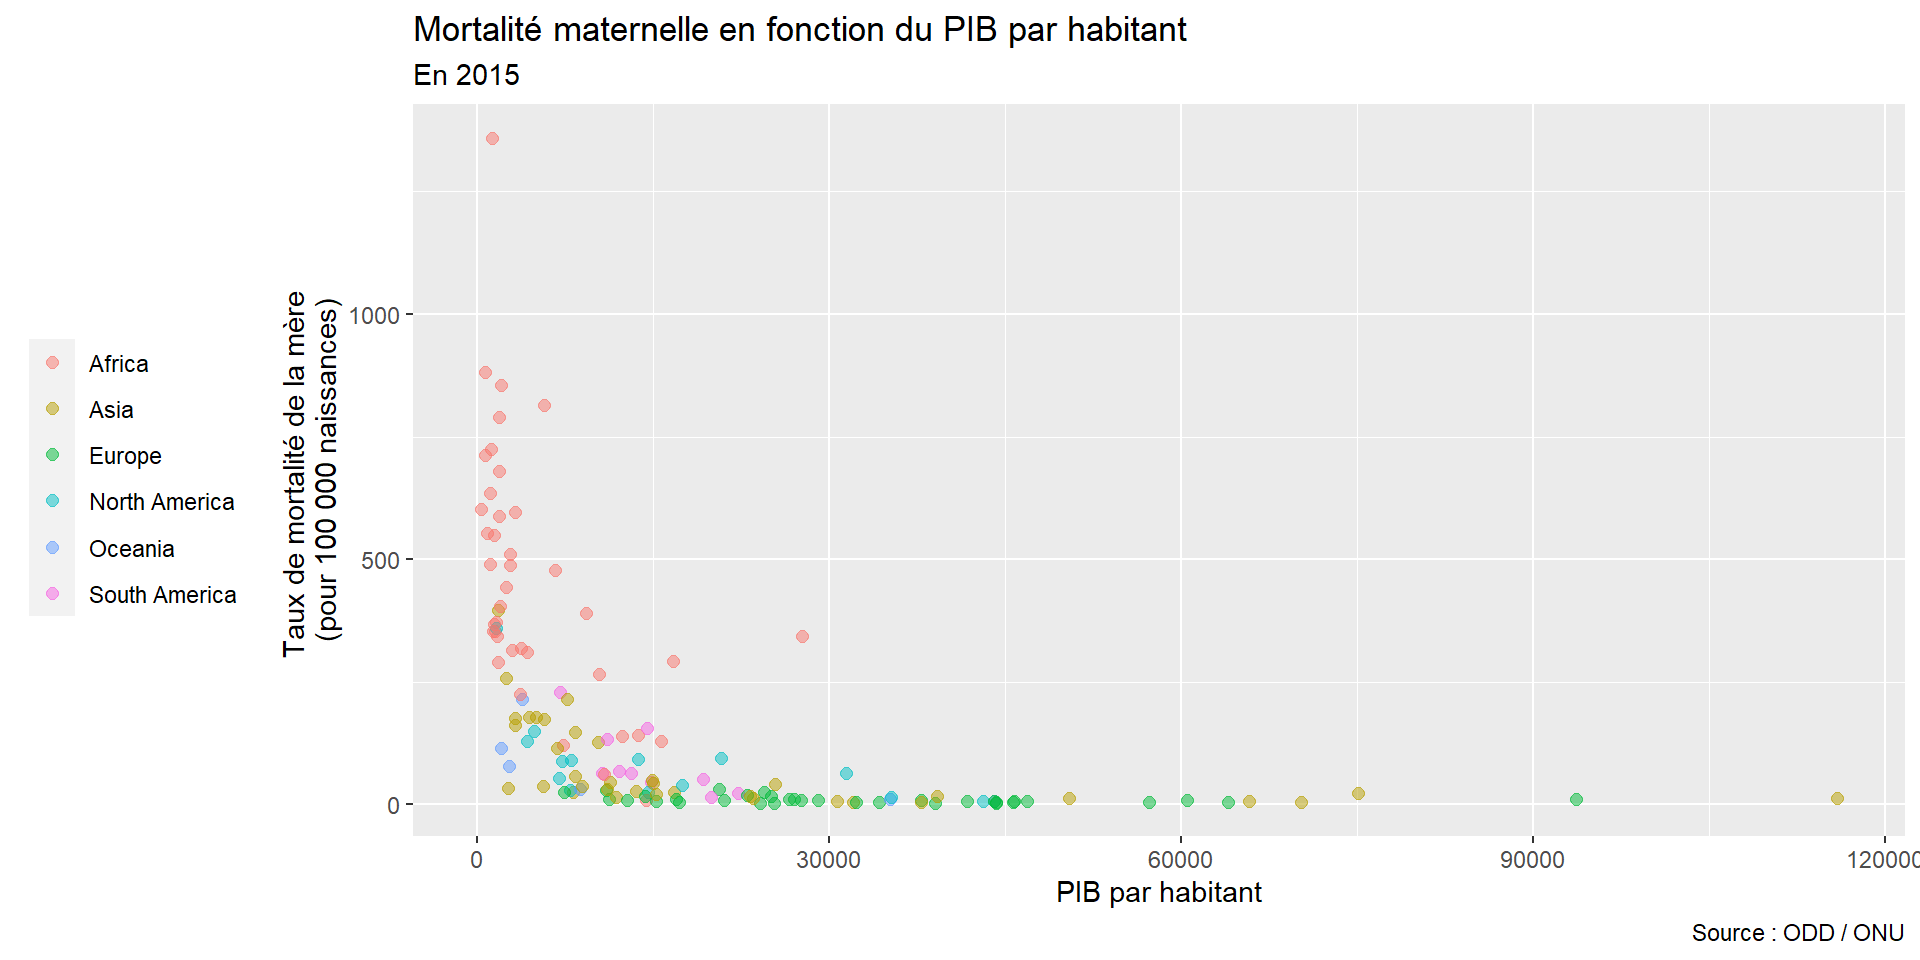 Mortalité maternelle en fonction du PIB par habitant
En 2015
Africa
Asia
Europe
North America
Oceania
South America
Taux de mortalité de la mère
(pour 100 000 naissances)
1000
500
0
0
30000
60000
90000
120000
PIB par habitant
Source : ODD / ONU